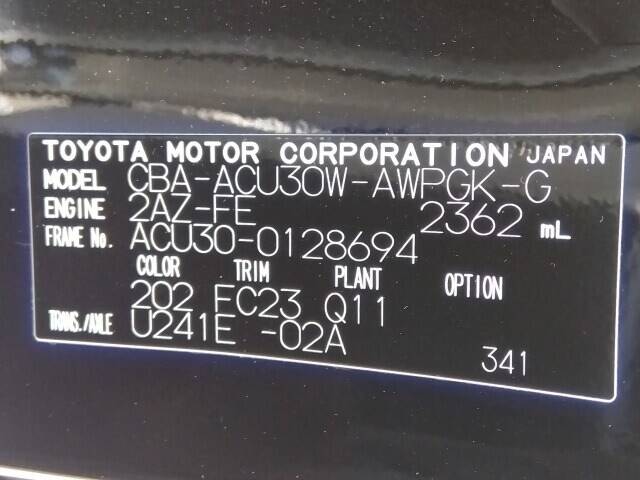 TOYOTA MOTOR CORPORATION JAPAN
MODEL CBA-ACU30W-AWPGK-G
ENGINE 2AZ-FE 2362 mL
FRAME No. ACU30-0128694
COLOR TRIM PLANT OPTION
202 FC23 Q11
TRANS./AXLE U241E -02A
341